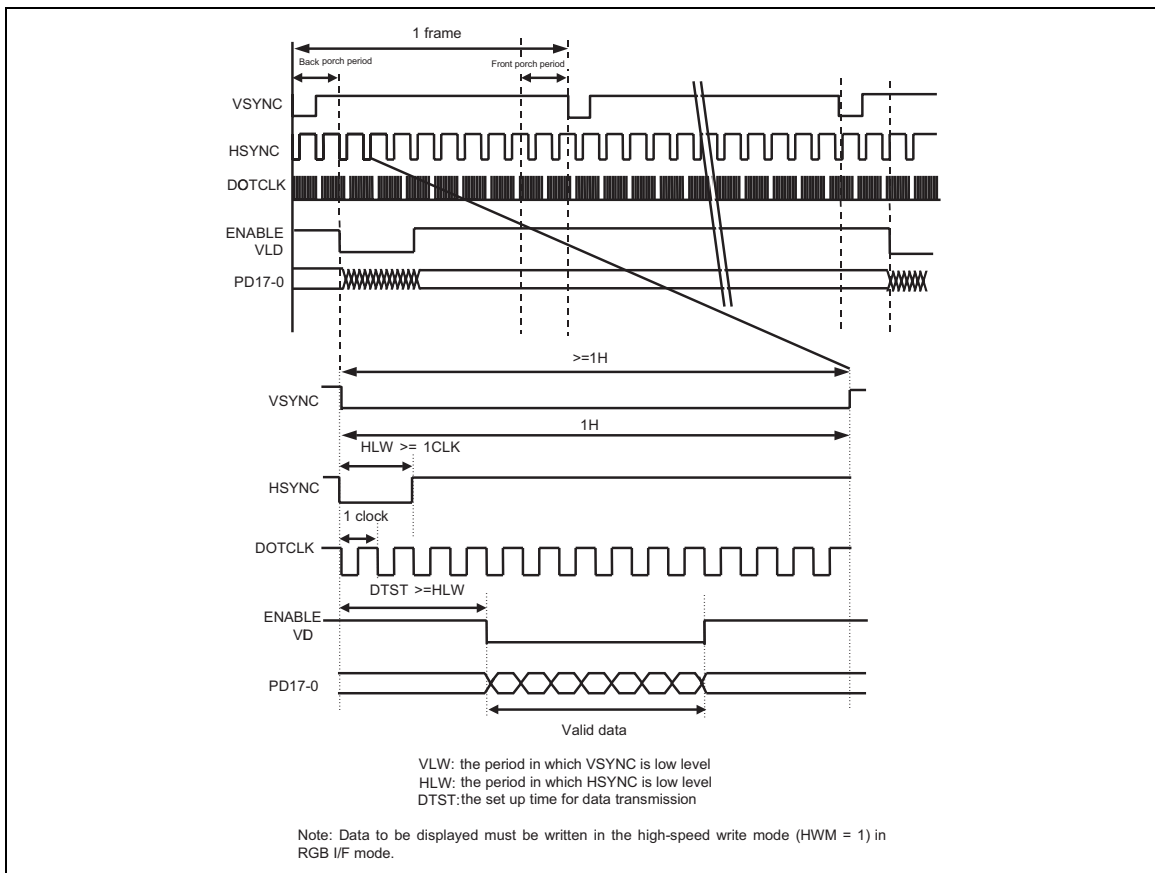 1 frame
Back porch period
Front porch period
VSYNC
HSYNC
DOTCLK
ENABLE
VLD
PD17-0
>=1H
VSYNC
1H
HLW >= 1CLK
HSYNC
1 clock
DOTCLK
DTST >=HLW
ENABLE
VD
PD17-0
Valid data
VLW: the period in which VSYNC is low level
HLW: the period in which HSYNC is low level
DTST:the set up time for data transmission
Note: Data to be displayed must be written in the high-speed write mode (HWM = 1) in
RGB I/F mode.